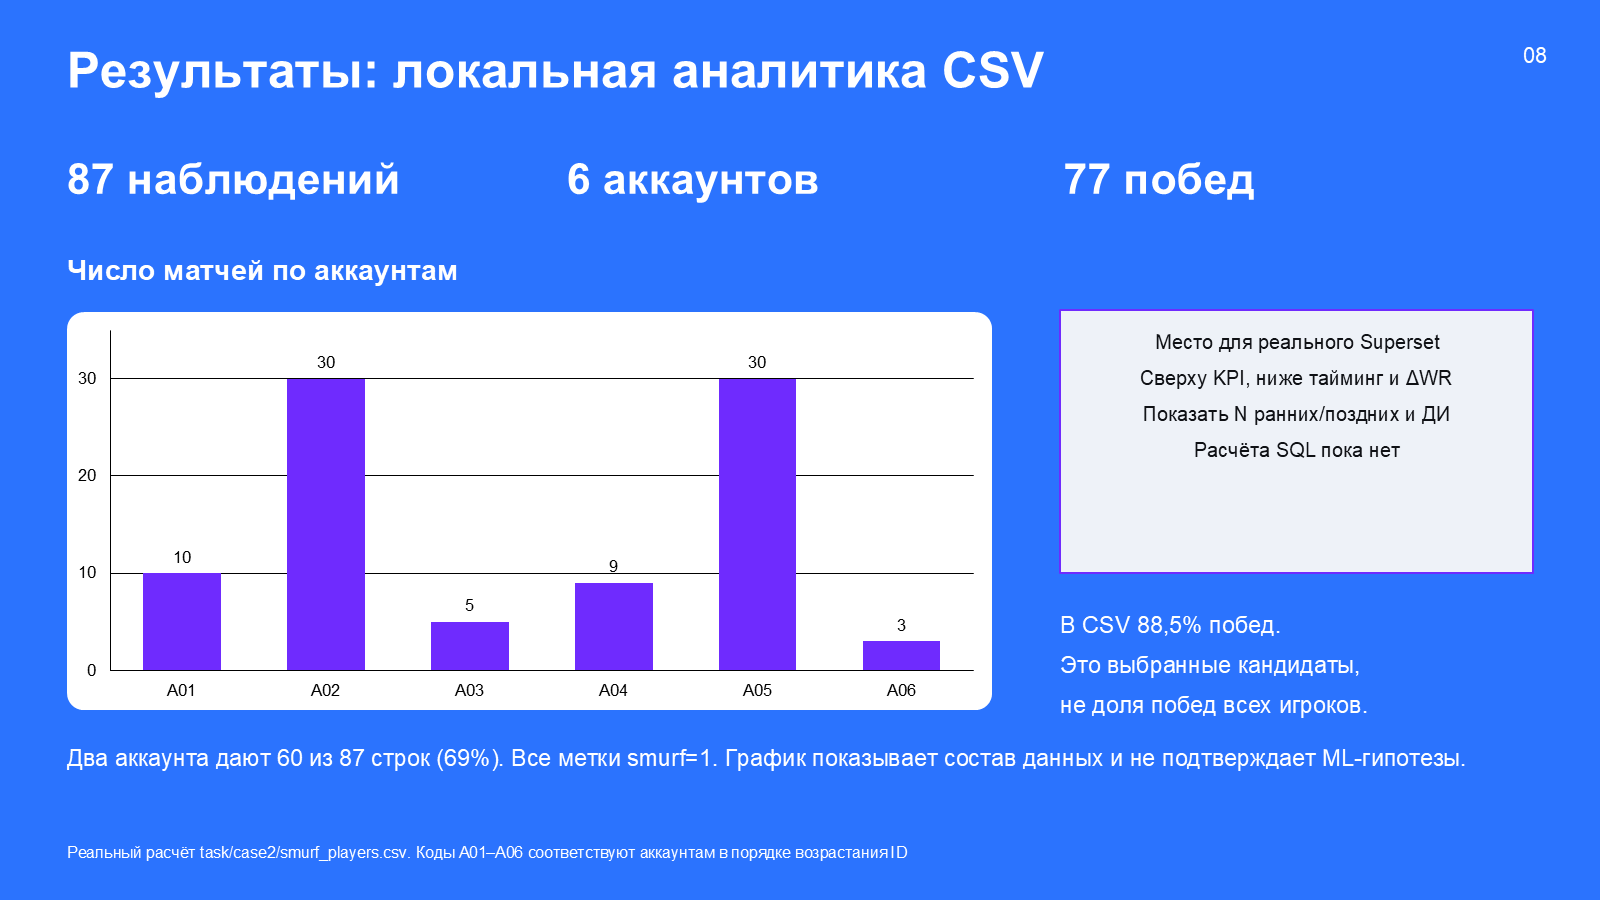 Результаты: локальная аналитика CSV
08
87 наблюдений
6 аккаунтов
77 побед
Число матчей по аккаунтам
30
20
10
0
10
30
5
9
30
3
A01
A02
A03
A04
A05
A06
Место для реального Superset
Сверху KPI, ниже тайминг и ΔWR
Показать N ранних/поздних и ДИ
Расчёта SQL пока нет
В CSV 88,5% побед.
Это выбранные кандидаты,
не доля побед всех игроков.
Два аккаунта дают 60 из 87 строк (69%). Все метки smurf=1. График показывает состав данных и не подтверждает ML-гипотезы.
Реальный расчёт task/case2/smurf_players.csv. Коды A01–A06 соответствуют аккаунтам в порядке возрастания ID